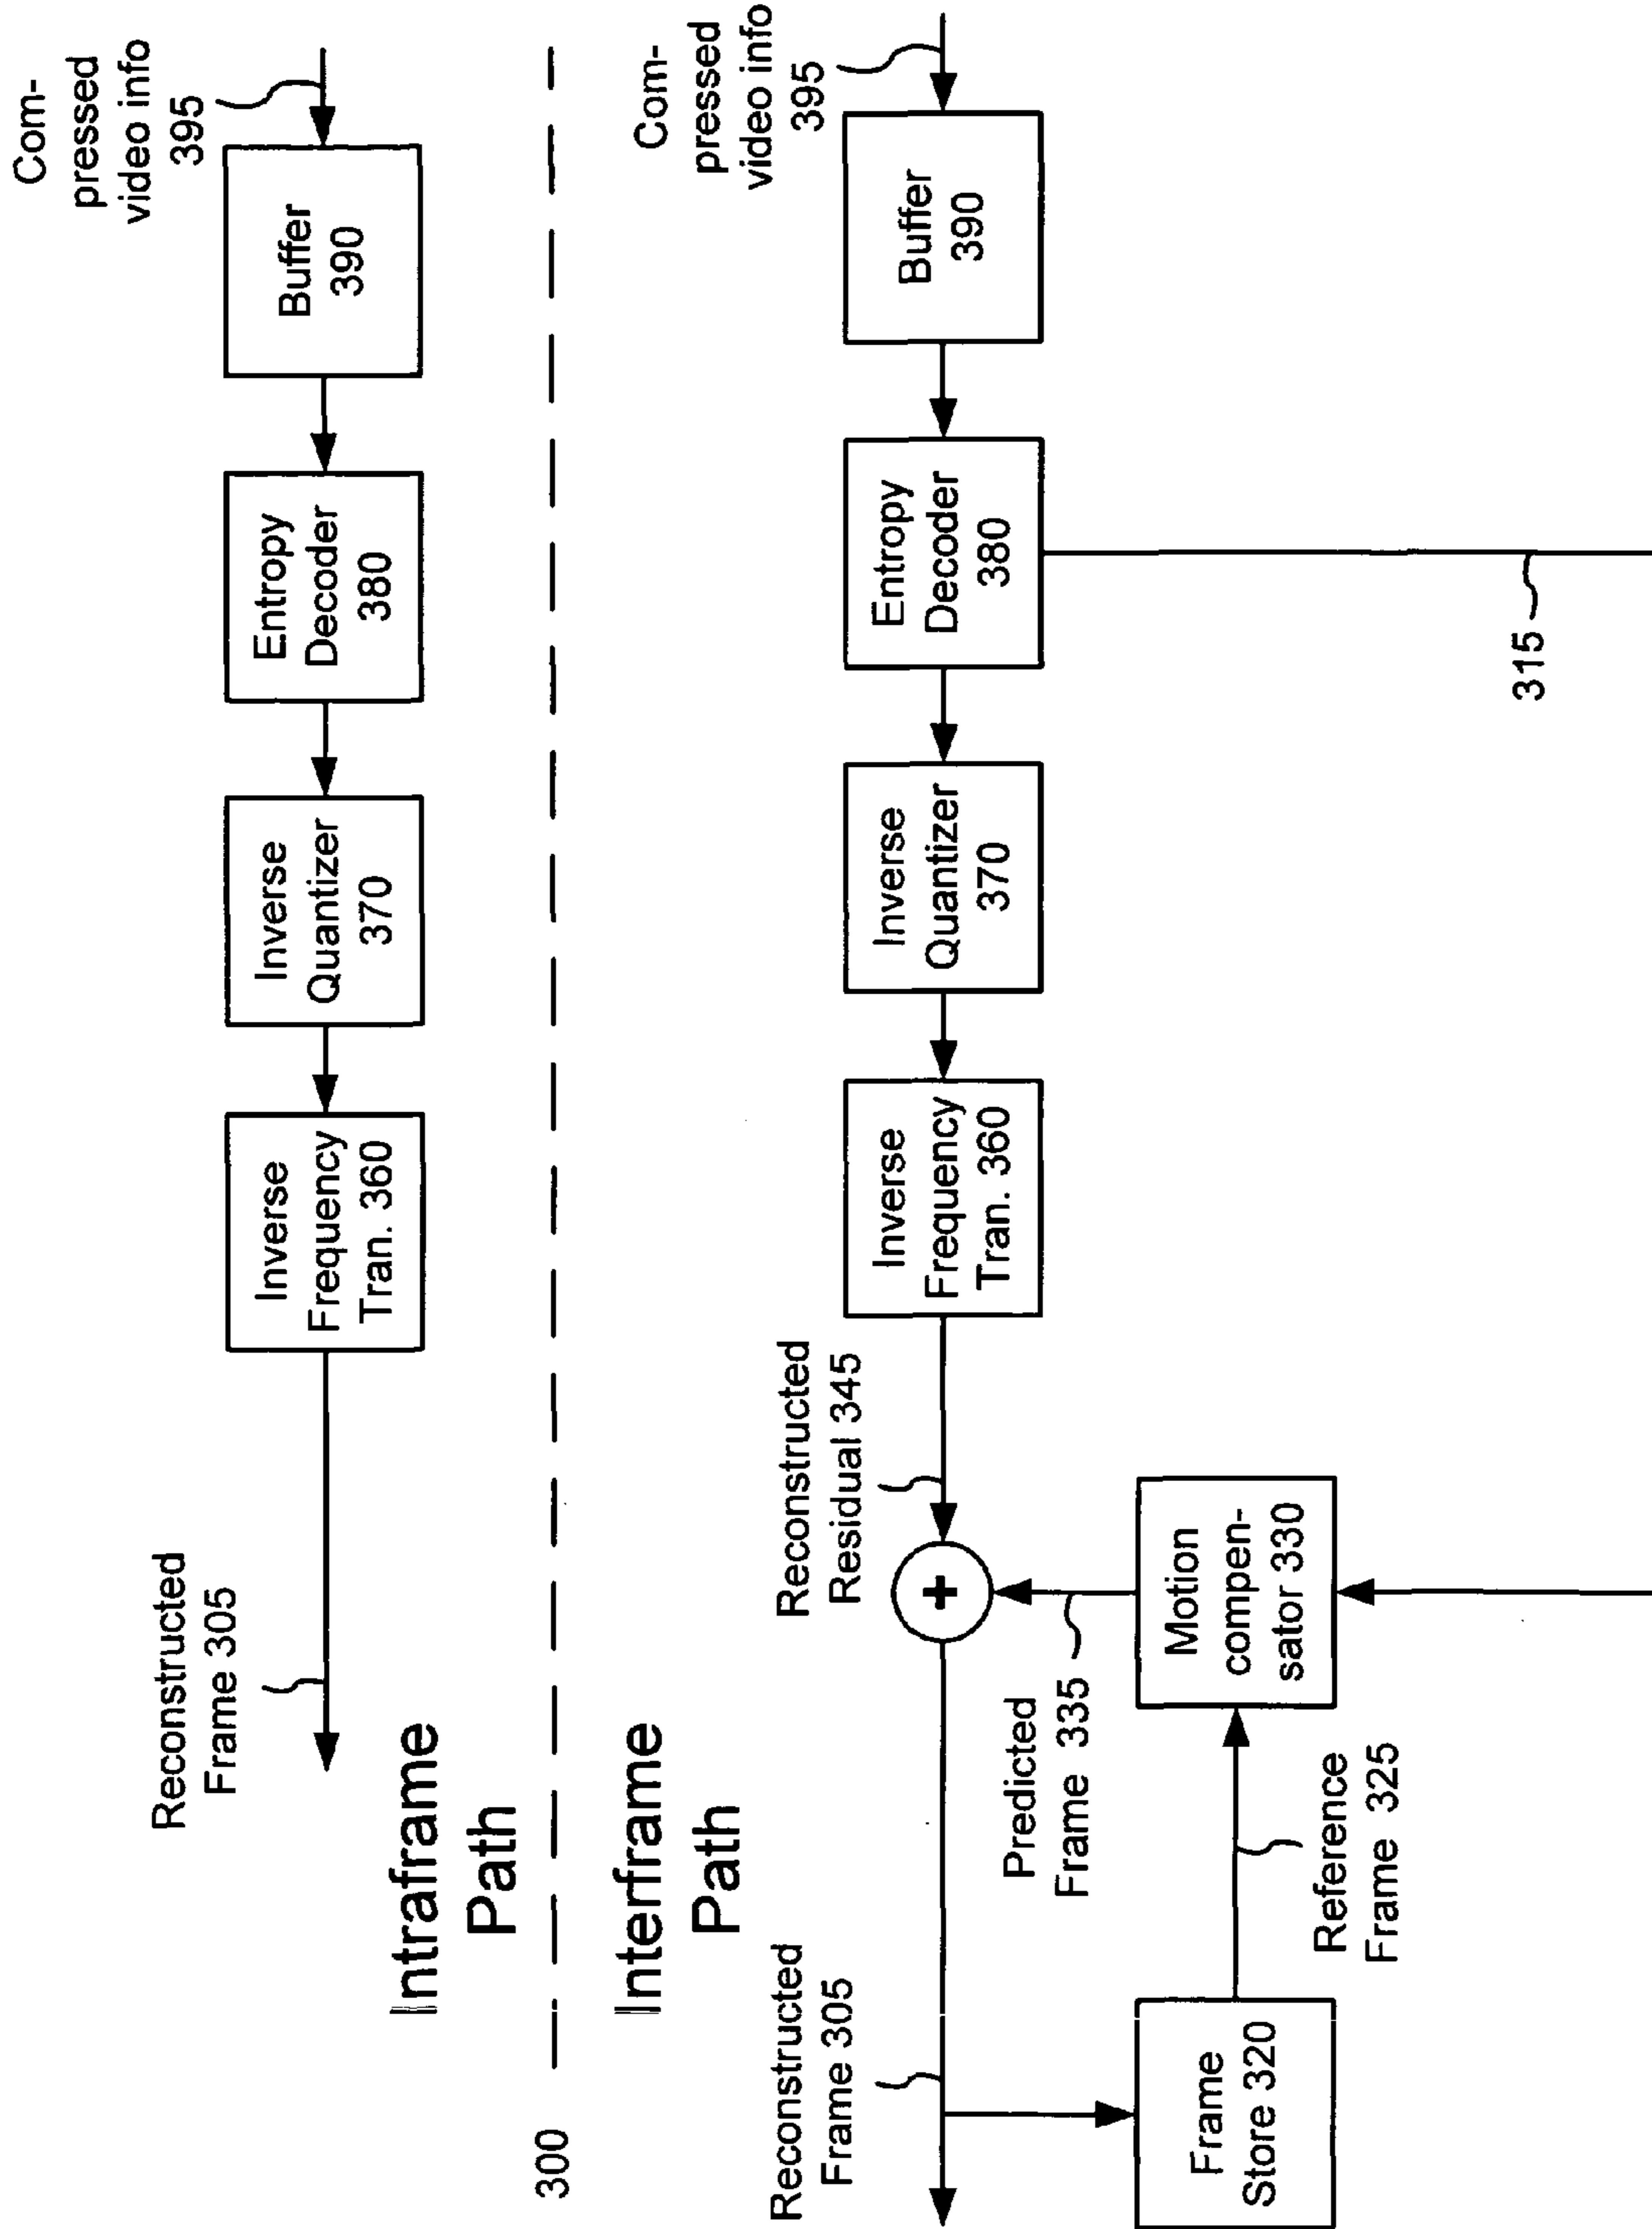 Reconstructed
Frame 305
Inverse
Frequency
Tran. 360
Inverse
Quantizer
370
Entropy
Decoder
380
Buffer
390
Com-
pressed
video info
395
Intraframe
Path
300
Interframe
Path
Reconstructed
Frame 305
Reconstructed
Residual 345
+
Inverse
Frequency
Tran. 360
Inverse
Quantizer
370
Entropy
Decoder
380
Buffer
390
Com-
pressed
video info
395
Predicted
Frame 335
Frame
Store 320
Reference
Frame 325
Motion
compen-
sator 330
315